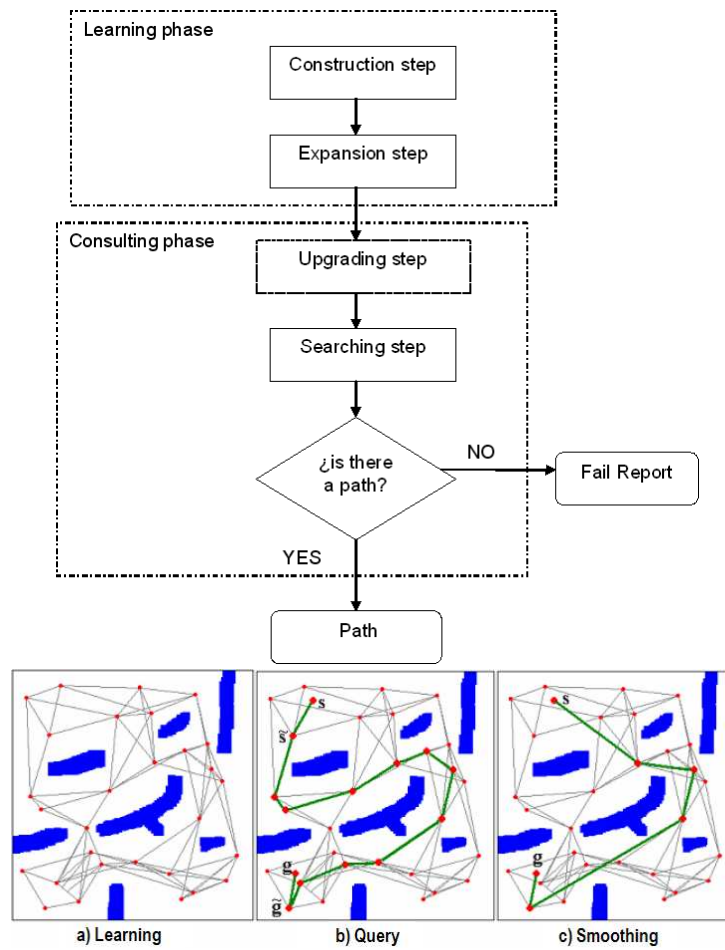 Learning phase
Construction step
Expansion step
Consulting phase
Upgrading step
Searching step
¿is there
a path?
NO
Fail Report
YES
Path
s
s̃
g
g̃
s
g
a) Learning
b) Query
c) Smoothing